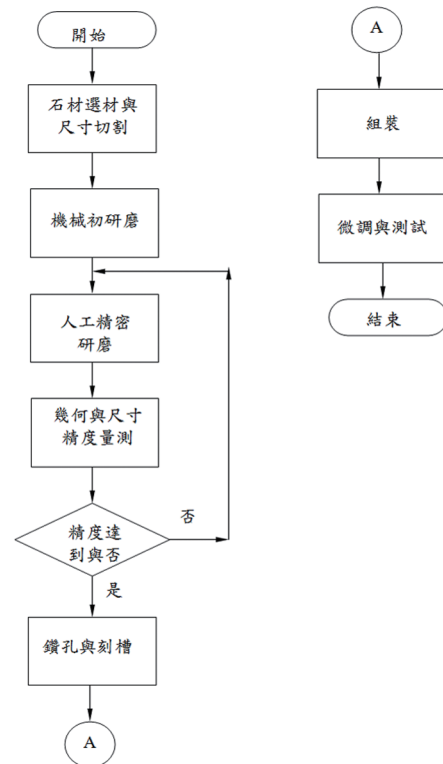 開始
石材選材與
尺寸切割
機械初研磨
人工精密
研磨
幾何與尺寸
精度量測
精度達
到與否
否
是
鑽孔與刻槽
A
A
組裝
微調與測試
結束